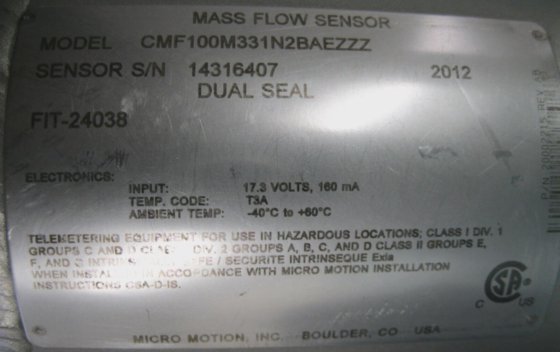 MASS FLOW SENSOR
MODEL CMF100M331N2BAEZZZ
SENSOR S/N 14316407 2012
DUAL SEAL
FIT-24038
ELECTRONICS:
INPUT: 17.3 VOLTS, 160 mA
TEMP. CODE: T3A
AMBIENT TEMP: -40°C to +60°C
TELEMETERING EQUIPMENT FOR USE IN HAZARDOUS LOCATIONS; CLASS I DIV. 1
GROUPS C AND D DIV. 2 GROUPS A, B, C, AND D CLASS II GROUPS E,
F, AND / SECURITE INTRINSEQUE Exia
WHEN IN ACCORDANCE WITH MICRO MOTION INSTALLATION
INSTRUCTIONS CSA-D-IS.
CSA
C US
MICRO MOTION, INC. BOULDER, CO USA
P/N REV.